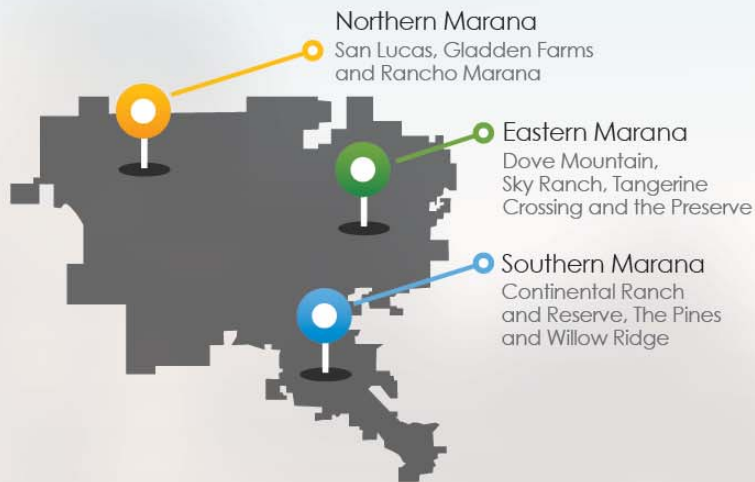 Northern Marana
San Lucas, Gladden Farms
and Rancho Marana
Eastern Marana
Dove Mountain,
Sky Ranch, Tangerine
Crossing and the Preserve
Southern Marana
Continental Ranch
and Reserve, The Pines
and Willow Ridge